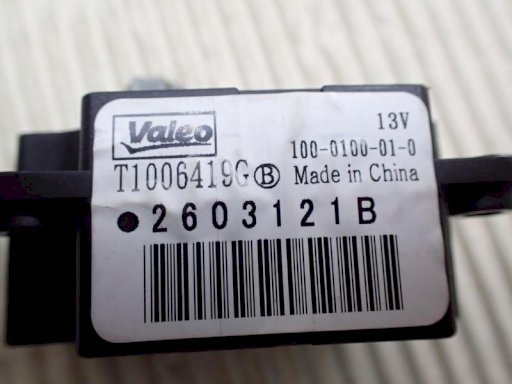 Valeo 13V
100-0100-01-0
T1006419G Ⓑ Made in China
● 2603121B